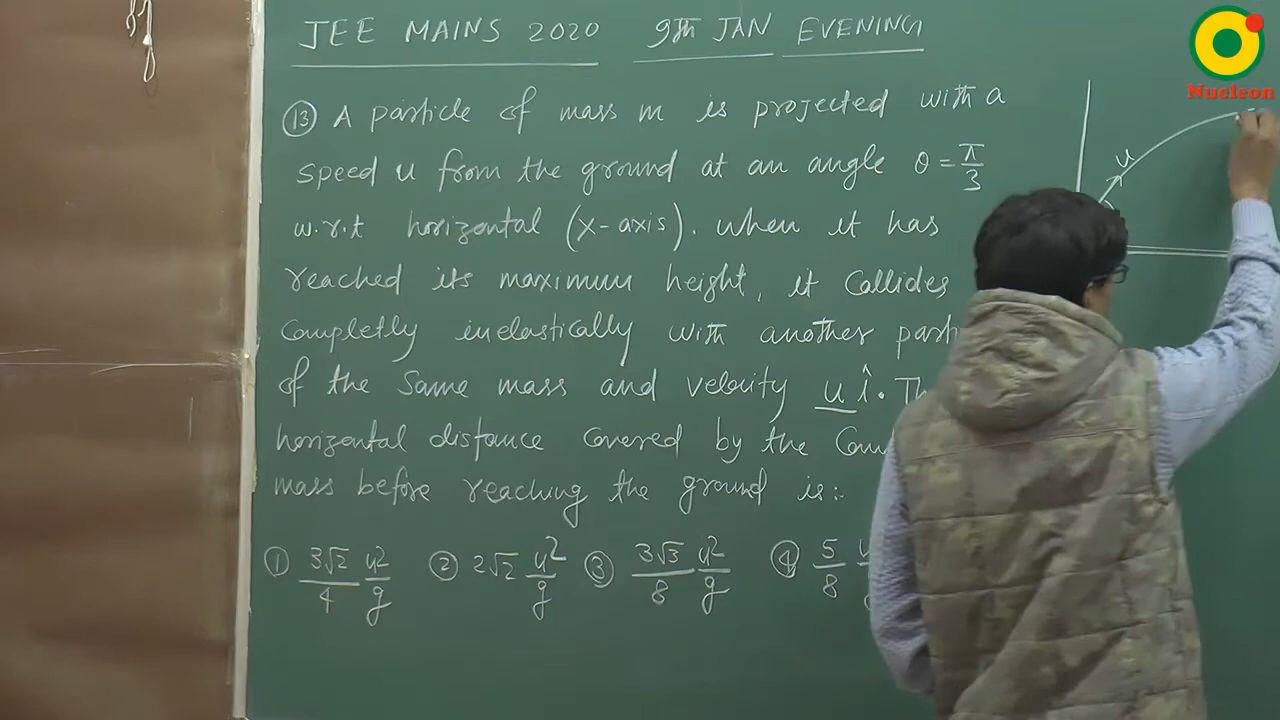 JEE MAINS 2020 9th JAN EVENING
Nucleon
⑬ A particle of mass m is projected with a
speed u from the ground at an angle θ = π/3
w.r.t horizontal (x-axis). when it has
reached its maximum height, it Collides
Completly inelastically with another part
of the Same mass and velocity u î. Th
horizontal distance Covered by the Com
mass before reaching the ground is:
① 3√2/4 u²/g ② 2√2 u²/g ③ 3√3/8 u²/g ④ 5/8
u